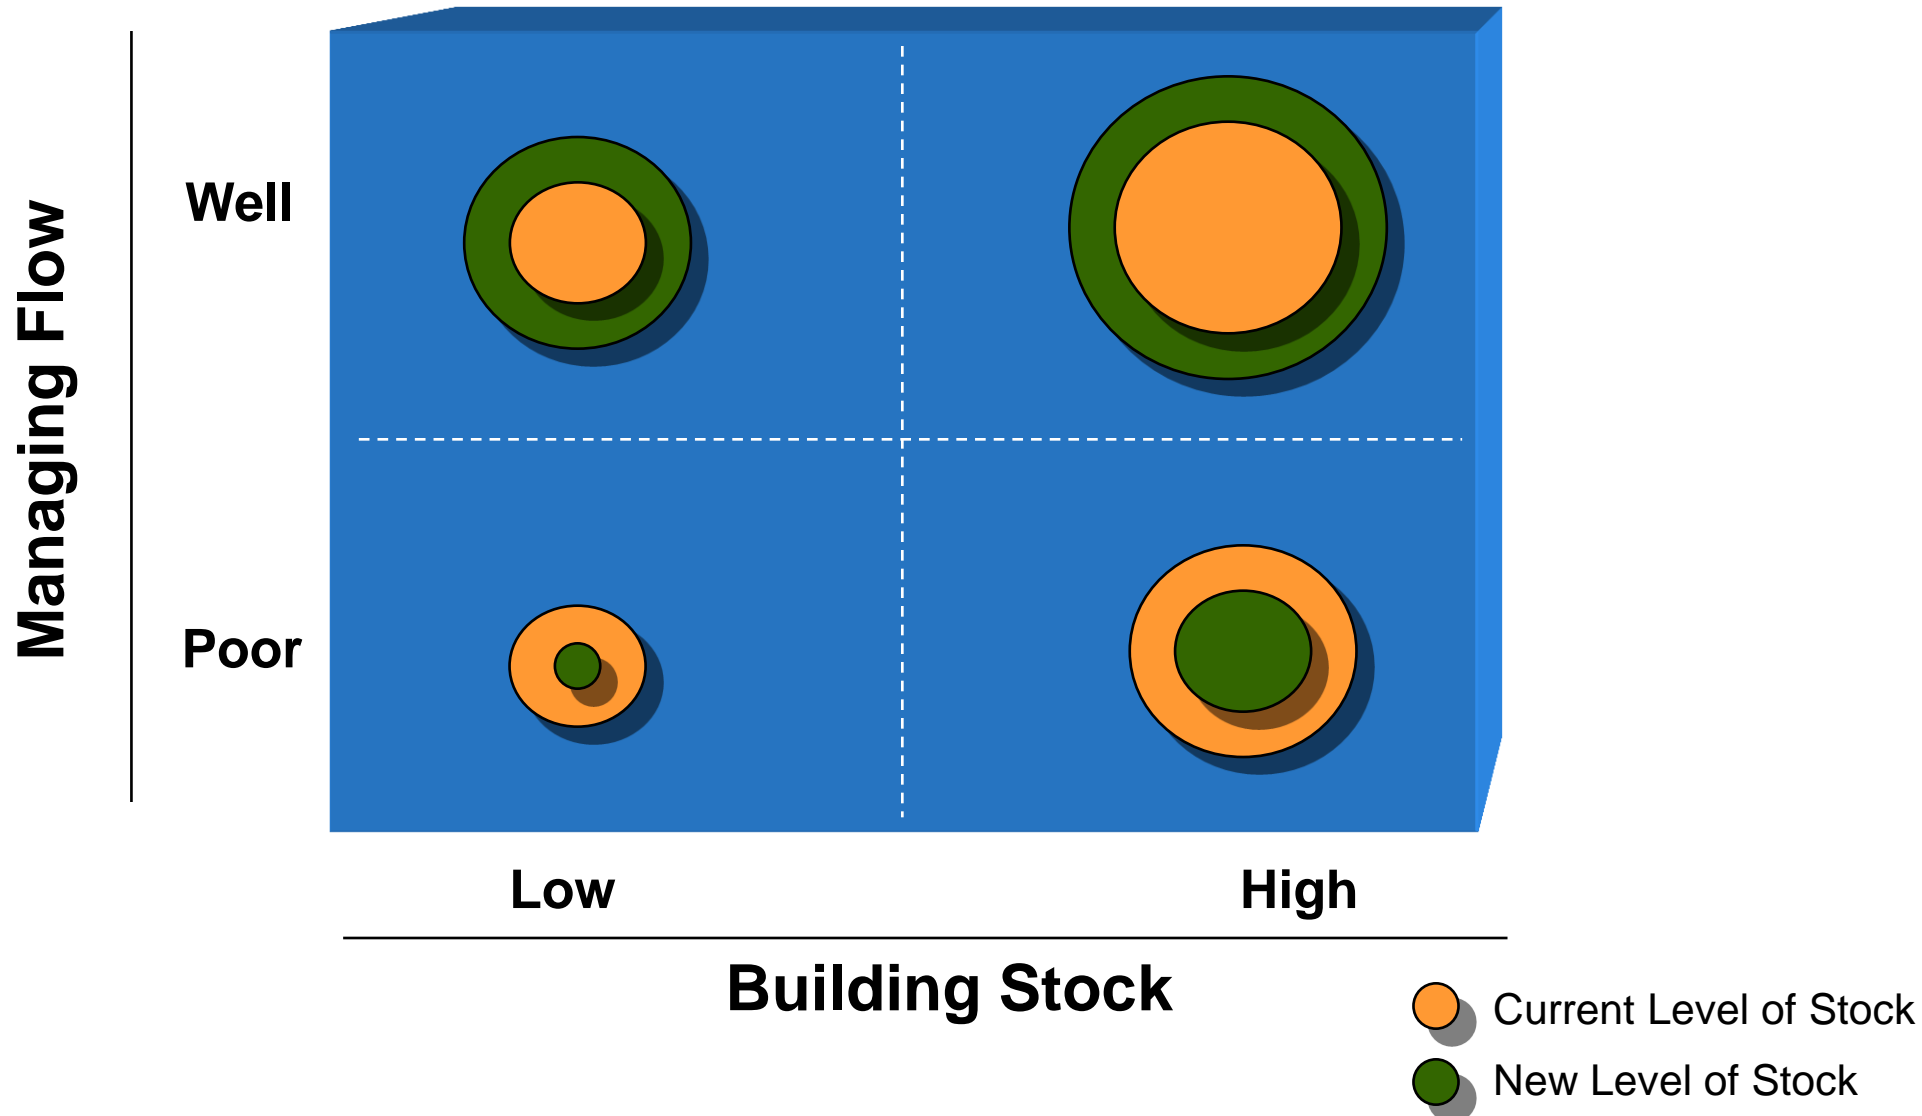 Managing Flow
Well
Poor
Low
High
Building Stock
Current Level of Stock
New Level of Stock